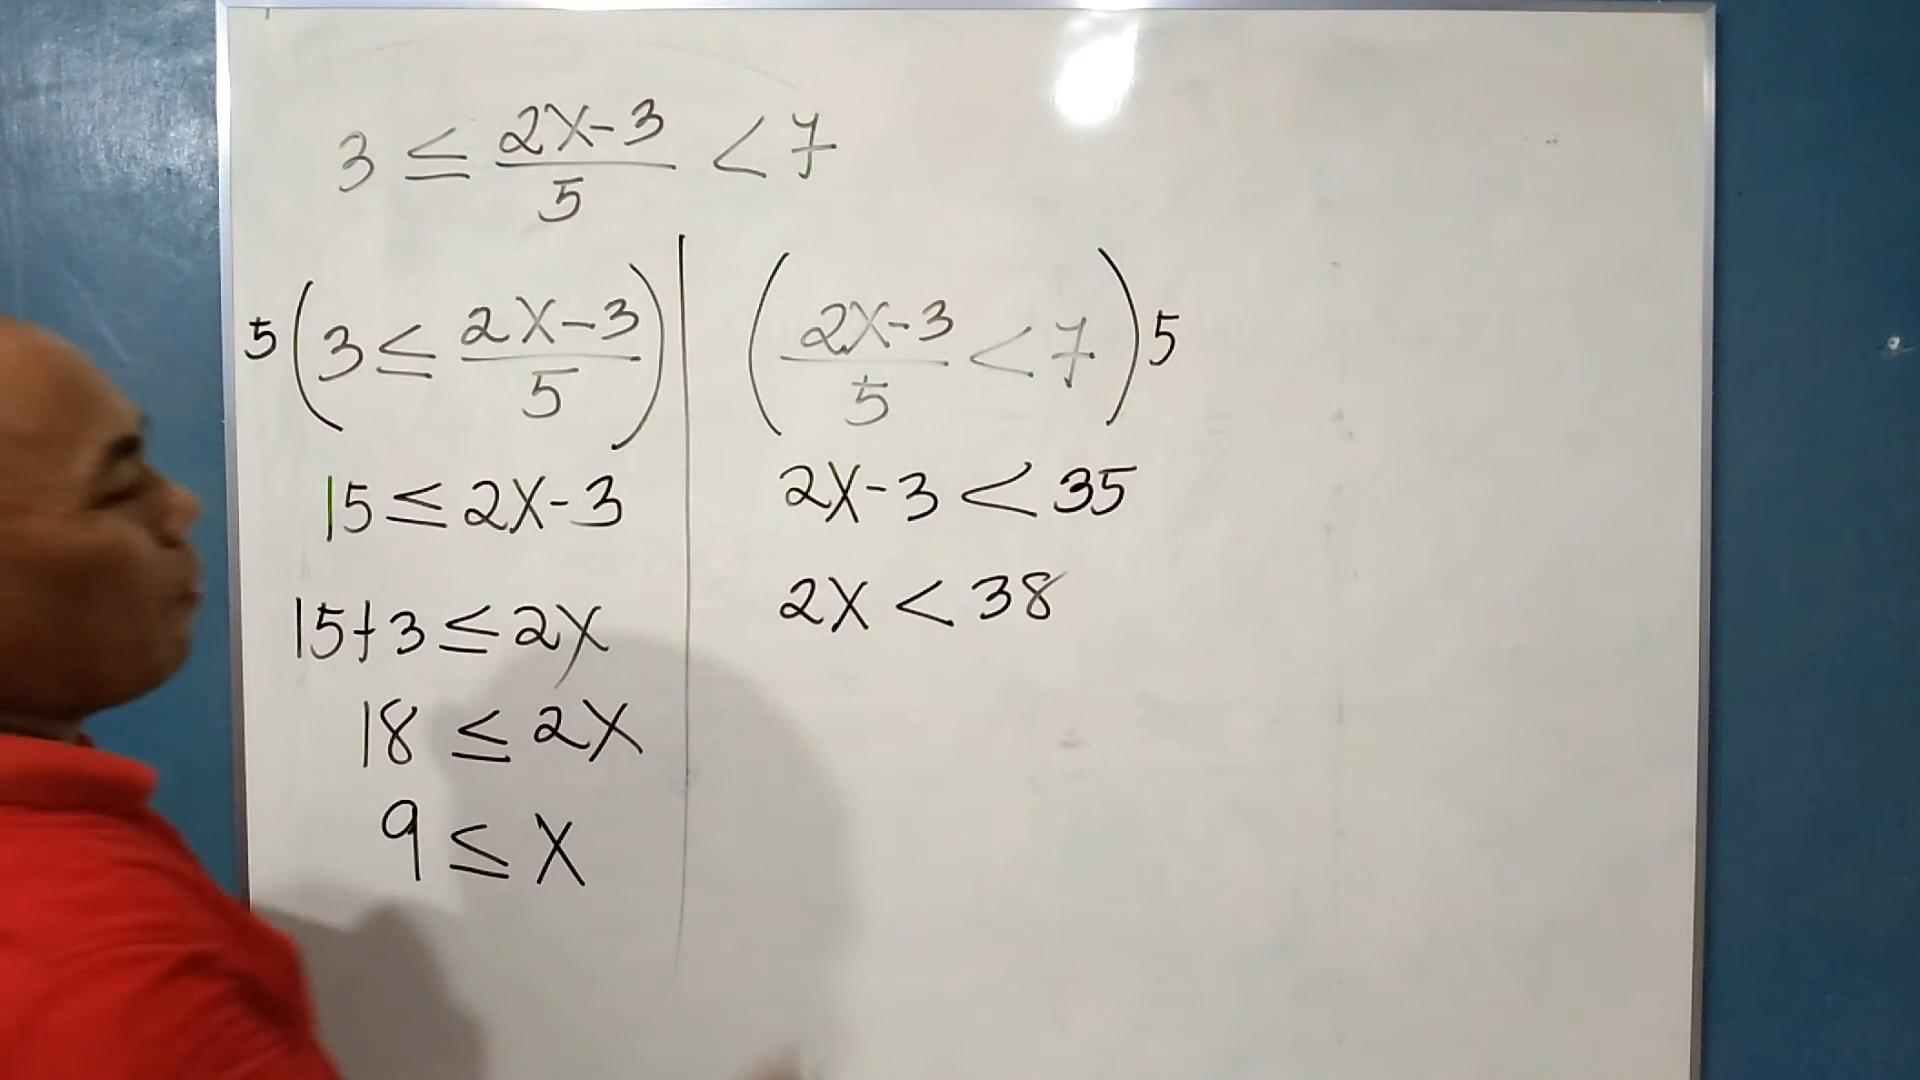 3 ≤ (2X-3)/5 < 7
5(3 ≤ (2X-3)/5)
15 ≤ 2X-3
15+3 ≤ 2X
18 ≤ 2X
9 ≤ X
((2X-3)/5 < 7)5
2X-3 < 35
2X < 38